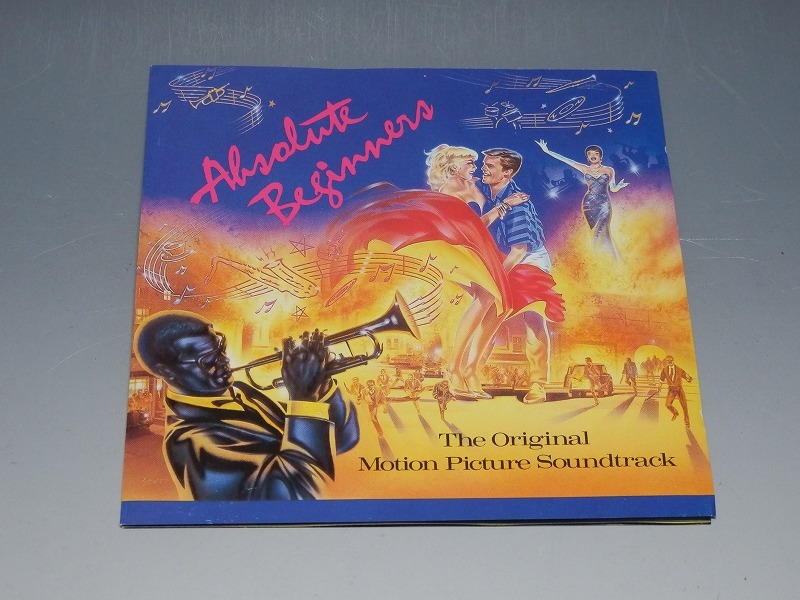 Absolute
Beginners
The Original
Motion Picture Soundtrack